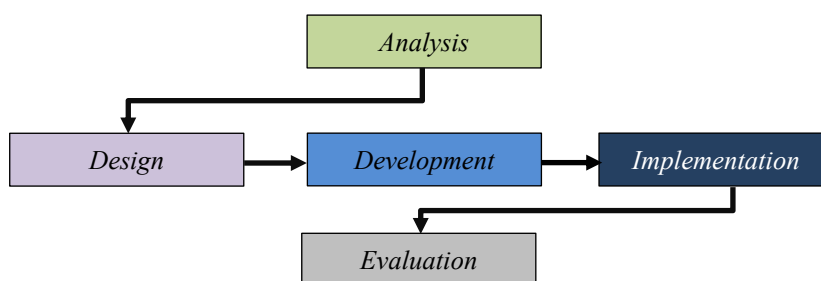 Analysis
Design
Development
Implementation
Evaluation